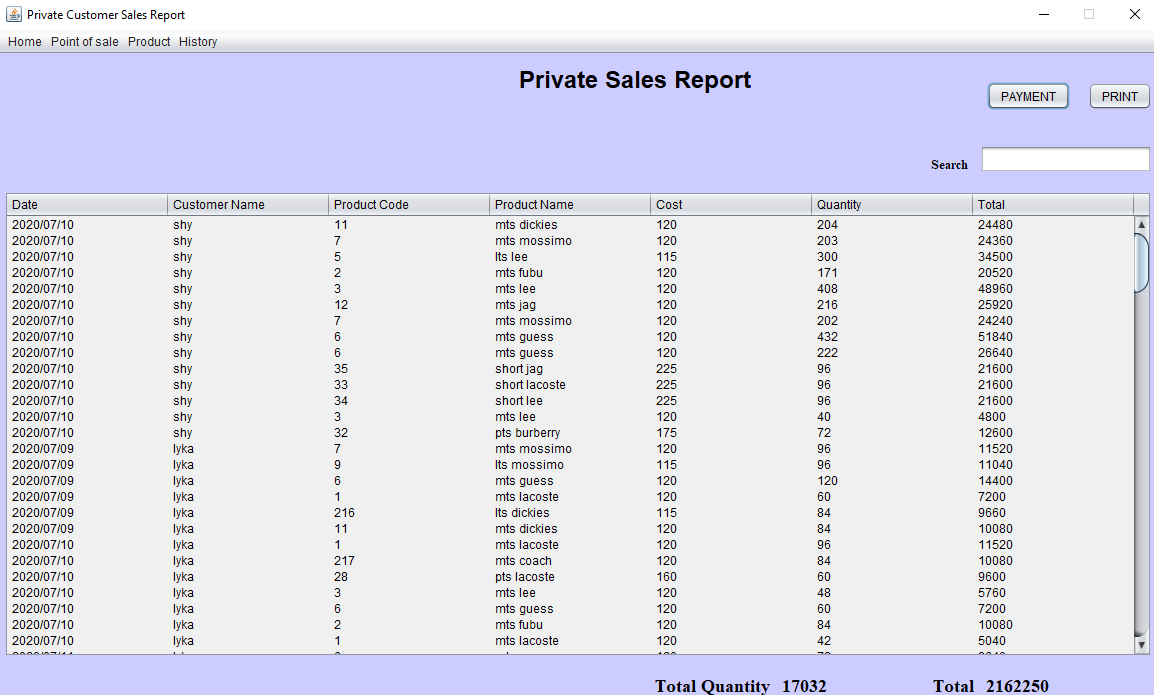 Private Customer Sales Report
Home Point of sale Product History
Private Sales Report
PAYMENT PRINT
Search
Date Customer Name Product Code Product Name Cost Quantity Total
2020/07/10 shy 11 mts dickies 120 204 24480
2020/07/10 shy 7 mts mossimo 120 203 24360
2020/07/10 shy 5 lts lee 115 300 34500
2020/07/10 shy 2 mts fubu 120 171 20520
2020/07/10 shy 3 mts lee 120 408 48960
2020/07/10 shy 12 mts jag 120 216 25920
2020/07/10 shy 7 mts mossimo 120 202 24240
2020/07/10 shy 6 mts guess 120 432 51840
2020/07/10 shy 6 mts guess 120 222 26640
2020/07/10 shy 35 short jag 225 96 21600
2020/07/10 shy 33 short lacoste 225 96 21600
2020/07/10 shy 34 short lee 225 96 21600
2020/07/10 shy 3 mts lee 120 40 4800
2020/07/10 shy 32 pts burberry 175 72 12600
2020/07/09 lyka 7 mts mossimo 120 96 11520
2020/07/09 lyka 9 lts mossimo 115 96 11040
2020/07/09 lyka 6 mts guess 120 120 14400
2020/07/09 lyka 1 mts lacoste 120 60 7200
2020/07/09 lyka 216 lts dickies 115 84 9660
2020/07/09 lyka 11 mts dickies 120 84 10080
2020/07/10 lyka 1 mts lacoste 120 96 11520
2020/07/10 lyka 217 mts coach 120 84 10080
2020/07/10 lyka 28 pts lacoste 160 60 9600
2020/07/10 lyka 3 mts lee 120 48 5760
2020/07/10 lyka 6 mts guess 120 60 7200
2020/07/10 lyka 2 mts fubu 120 84 10080
2020/07/10 lyka 1 mts lacoste 120 42 5040
Total Quantity 17032 Total 2162250